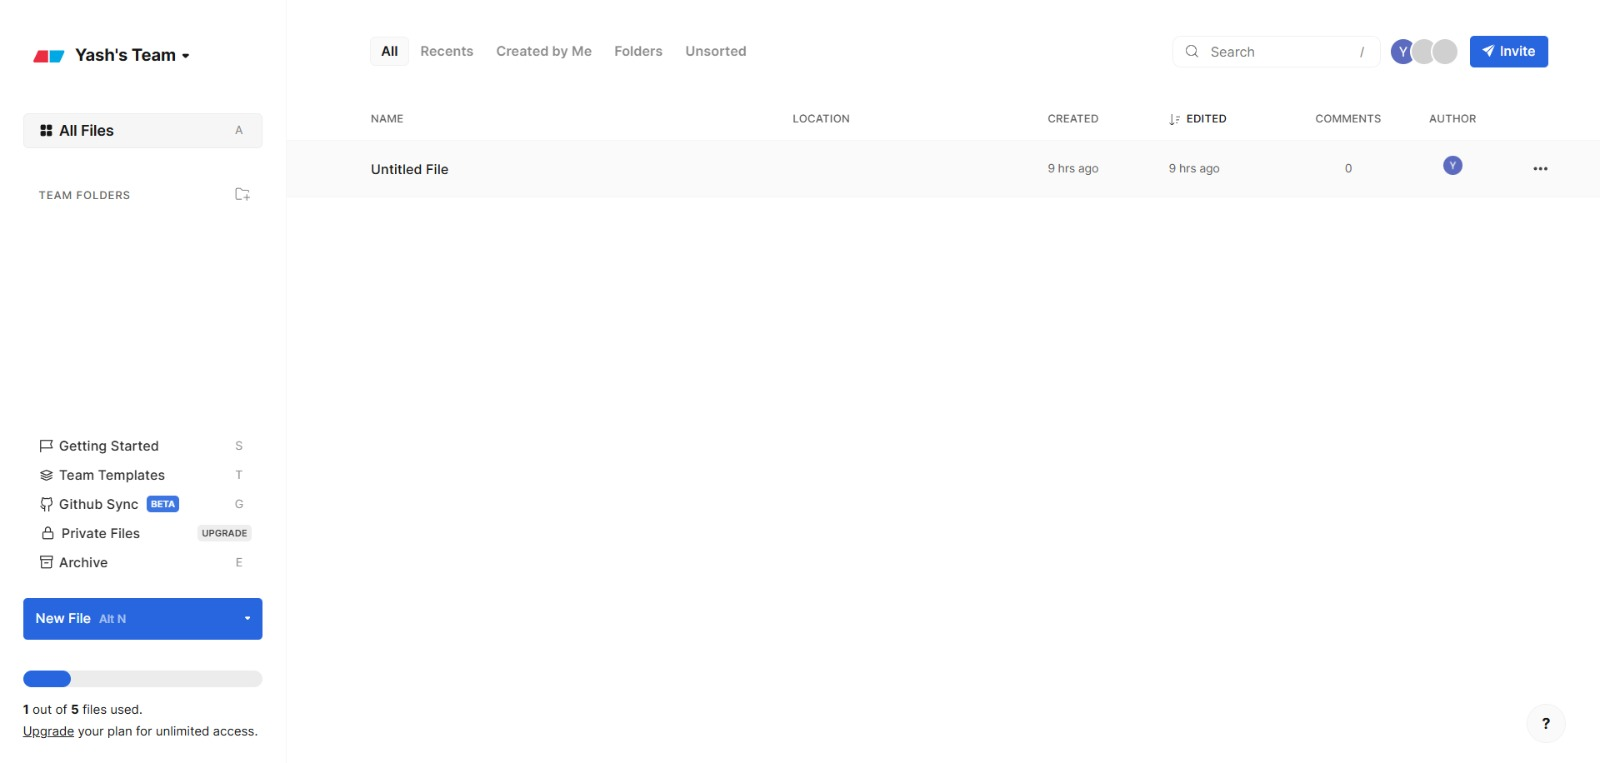 Yash's Team
All Files A
TEAM FOLDERS
Getting Started S
Team Templates T
Github Sync BETA G
Private Files UPGRADE
Archive E
New File Alt N
1 out of 5 files used.
Upgrade your plan for unlimited access.
All Recents Created by Me Folders Unsorted
Search /
Y
Invite
NAME LOCATION CREATED EDITED COMMENTS AUTHOR
Untitled File 9 hrs ago 9 hrs ago 0 Y
?